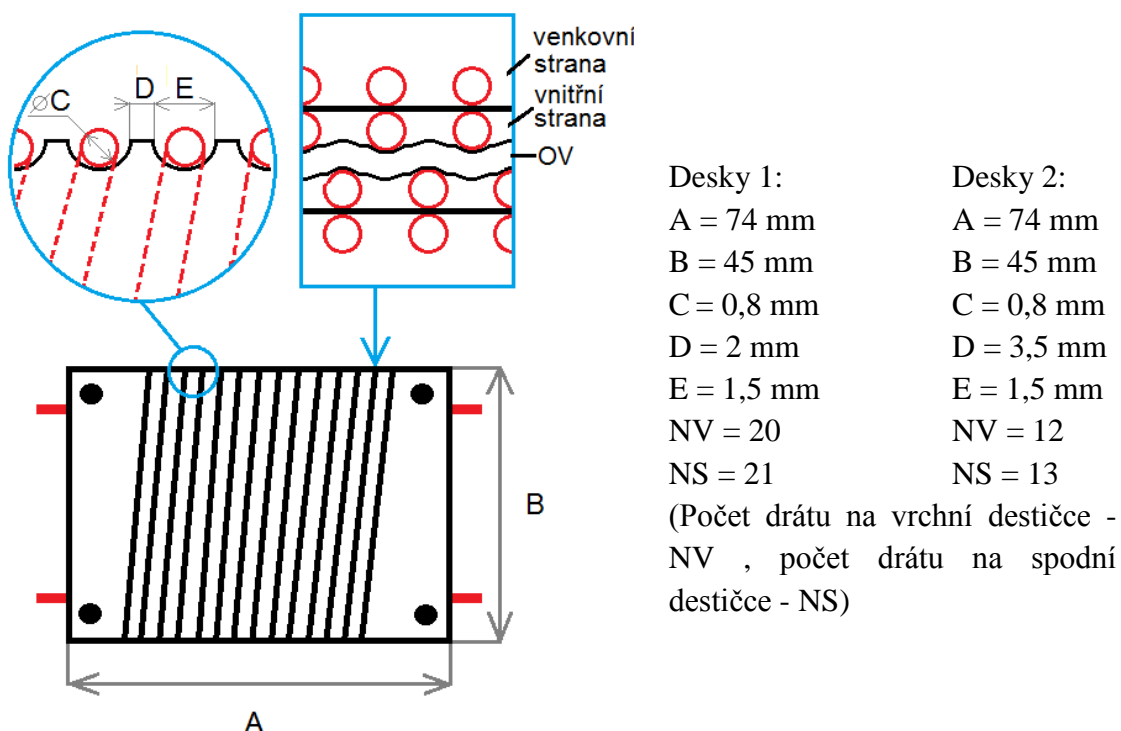 venkovní
strana
vnitřní
strana
OV
⌀C
D
E
B
A
Desky 1:
A = 74 mm
B = 45 mm
C = 0,8 mm
D = 2 mm
E = 1,5 mm
NV = 20
NS = 21
Desky 2:
A = 74 mm
B = 45 mm
C = 0,8 mm
D = 3,5 mm
E = 1,5 mm
NV = 12
NS = 13
(Počet drátu na vrchní destičce -
NV , počet drátu na spodní
destičce - NS)